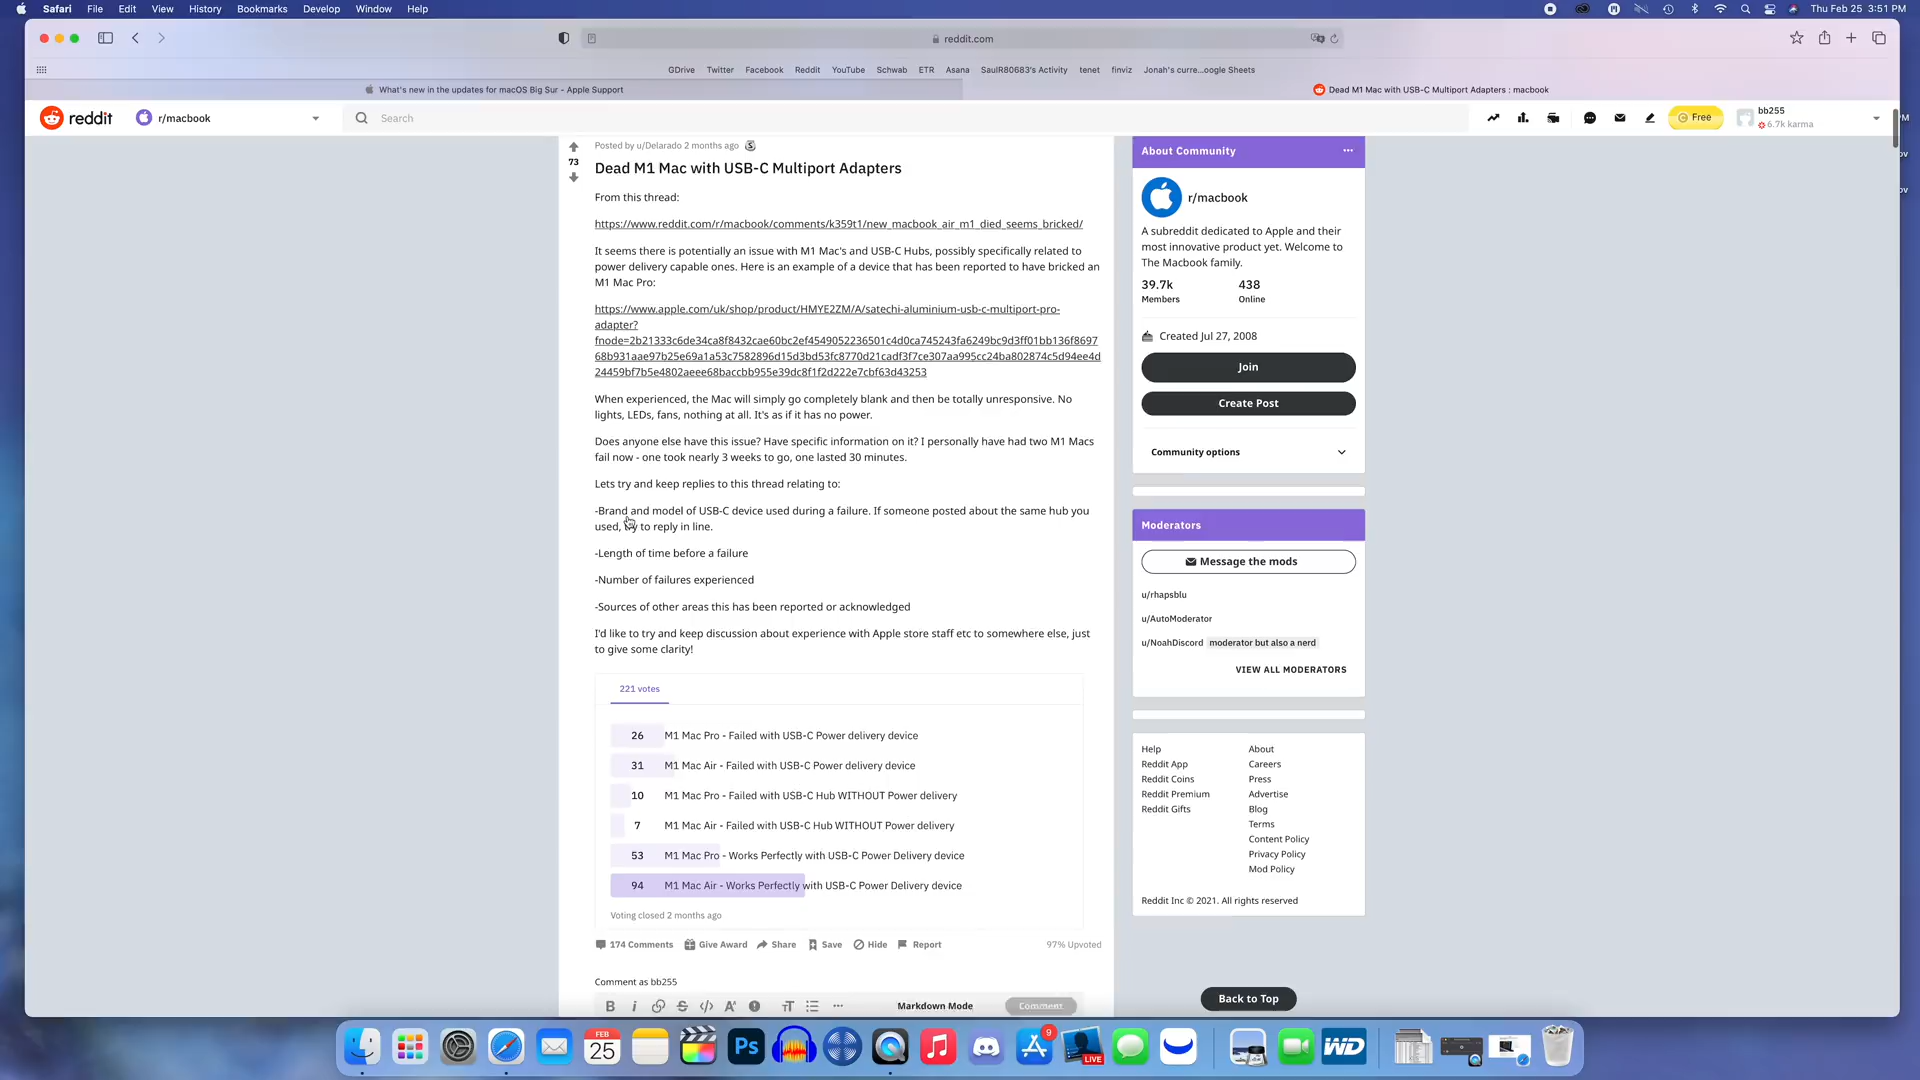 Safari File Edit View History Bookmarks Develop Window Help
Thu Feb 25 3:51 PM
reddit.com
GDrive Twitter Facebook Reddit YouTube Schwab ETR Asana SaulR80683's Activity tenet finviz Jonah's curre...oogle Sheets
What's new in the updates for macOS Big Sur - Apple Support
Dead M1 Mac with USB-C Multiport Adapters : macbook
reddit r/macbook Search Free bb255
6.7k karma
73
Posted by u/Delarado 2 months ago
Dead M1 Mac with USB-C Multiport Adapters
From this thread:
https://www.reddit.com/r/macbook/comments/k359t1/new_macbook_air_m1_died_seems_bricked/
It seems there is potentially an issue with M1 Mac's and USB-C Hubs, possibly specifically related to
power delivery capable ones. Here is an example of a device that has been reported to have bricked an
M1 Mac Pro:
https://www.apple.com/uk/shop/product/HMYE2ZM/A/satechi-aluminium-usb-c-multiport-pro-
adapter?
fnode=2b21333c6de34ca8f8432cae60bc2ef4549052236501c4d0ca745243fa6249bc9d3ff01bb136f8697
68b931aae97b25e69a1a53c7582896d15d3bd53fc8770d21cadf3f7ce307aa995cc24ba802874c5d94ee4d
24459bf7b5e4802aeee68baccbb955e39dc8f1f2d222e7cbf63d43253
When experienced, the Mac will simply go completely blank and then be totally unresponsive. No
lights, LEDs, fans, nothing at all. It's as if it has no power.
Does anyone else have this issue? Have specific information on it? I personally have had two M1 Macs
fail now - one took nearly 3 weeks to go, one lasted 30 minutes.
Lets try and keep replies to this thread relating to:
-Brand and model of USB-C device used during a failure. If someone posted about the same hub you
used, try to reply in line.
-Length of time before a failure
-Number of failures experienced
-Sources of other areas this has been reported or acknowledged
I'd like to try and keep discussion about experience with Apple store staff etc to somewhere else, just
to give some clarity!
221 votes
26 M1 Mac Pro - Failed with USB-C Power delivery device
31 M1 Mac Air - Failed with USB-C Power delivery device
10 M1 Mac Pro - Failed with USB-C Hub WITHOUT Power delivery
7 M1 Mac Air - Failed with USB-C Hub WITHOUT Power delivery
53 M1 Mac Pro - Works Perfectly with USB-C Power Delivery device
94 M1 Mac Air - Works Perfectly with USB-C Power Delivery device
Voting closed 2 months ago
174 Comments Give Award Share Save Hide Report 97% Upvoted
Comment as bb255
B i Markdown Mode Comment
About Community
r/macbook
A subreddit dedicated to Apple and their
most innovative product yet. Welcome to
The Macbook family.
39.7k 438
Members Online
Created Jul 27, 2008
Join
Create Post
Community options
Moderators
Message the mods
u/rhapsblu
u/AutoModerator
u/NoahDiscord moderator but also a nerd
VIEW ALL MODERATORS
Help About
Reddit App Careers
Reddit Coins Press
Reddit Premium Advertise
Reddit Gifts Blog
Terms
Content Policy
Privacy Policy
Mod Policy
Reddit Inc © 2021. All rights reserved
Back to Top
FEB
25
Ps
9
LIVE
WD